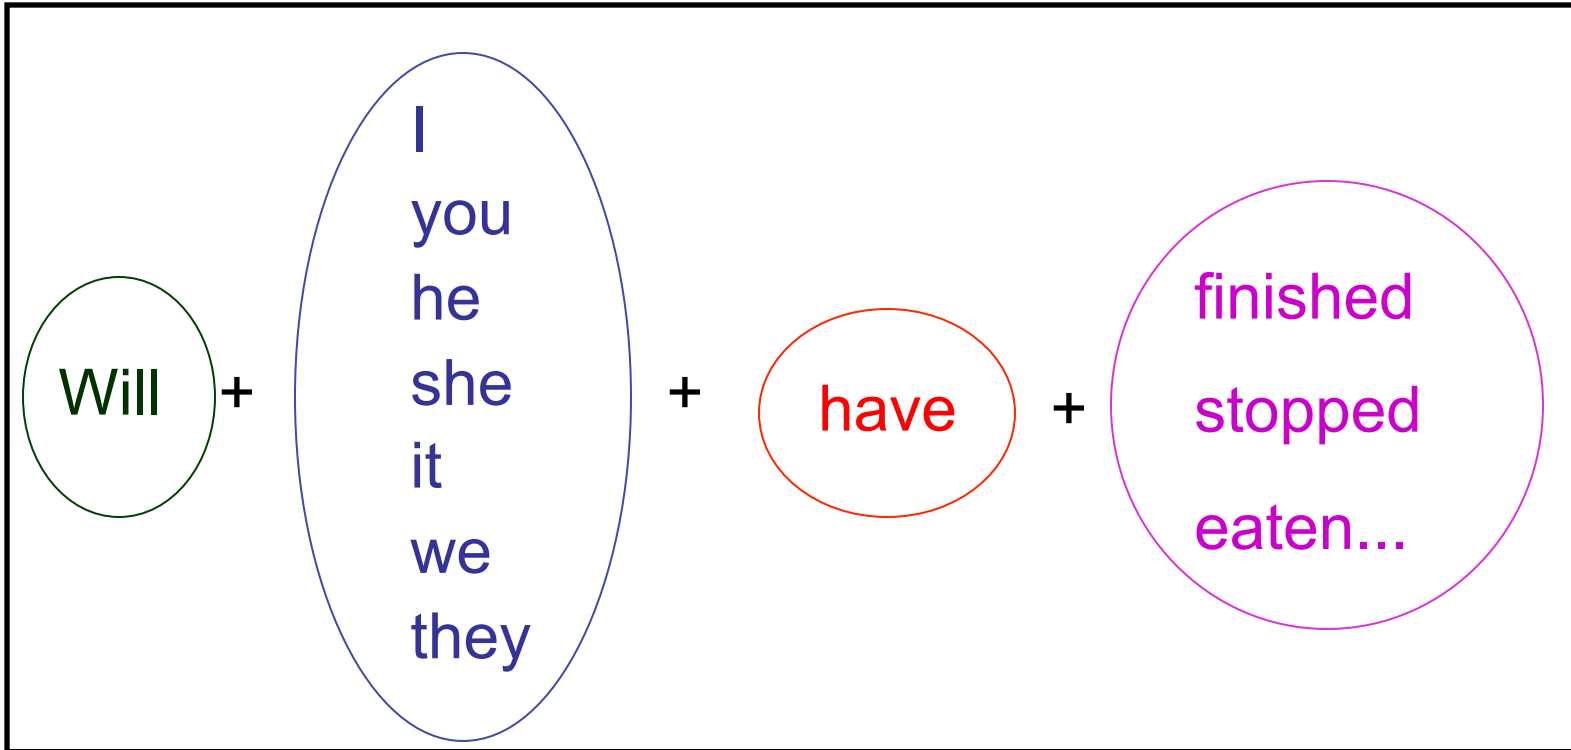 Will
+
I
you
he
she
it
we
they
+
have
+
finished
stopped
eaten...